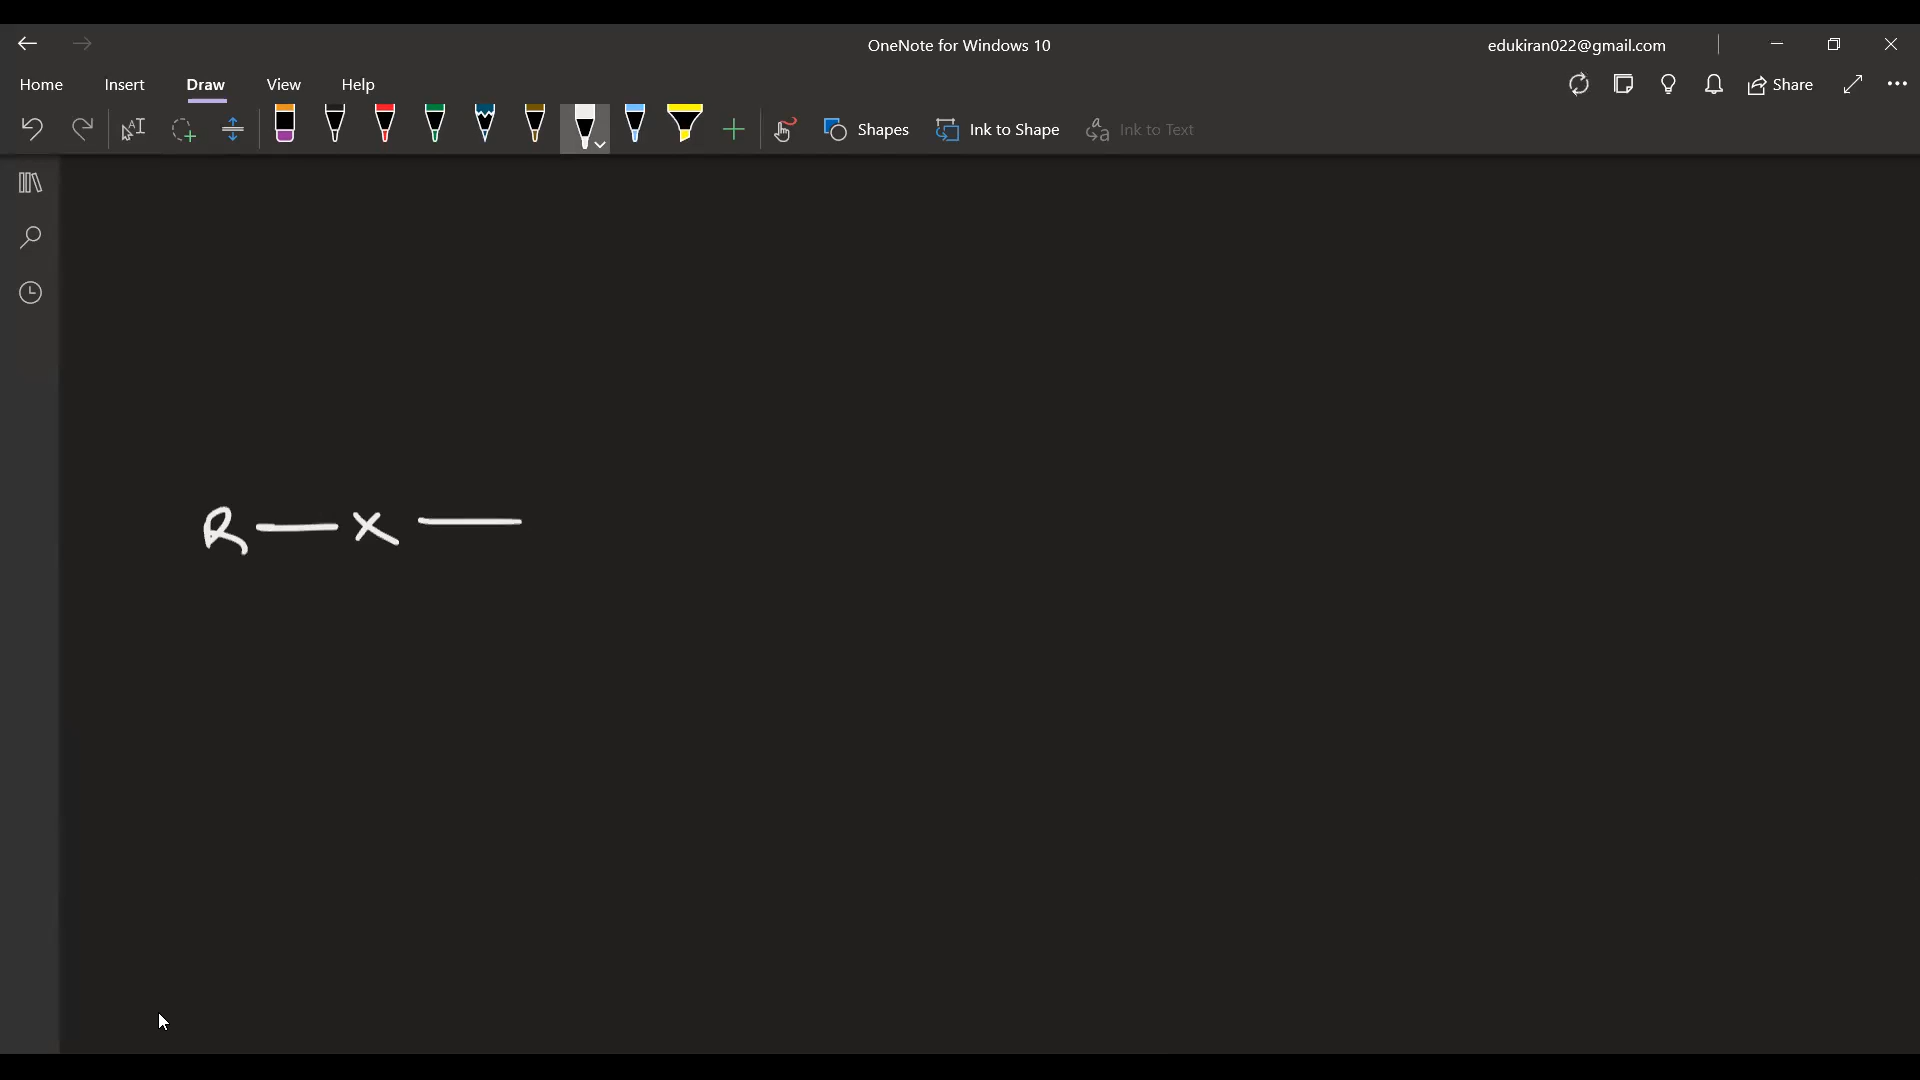 OneNote for Windows 10
edukiran022@gmail.com
Home Insert Draw View Help
Share
Shapes Ink to Shape Ink to Text
R — X —